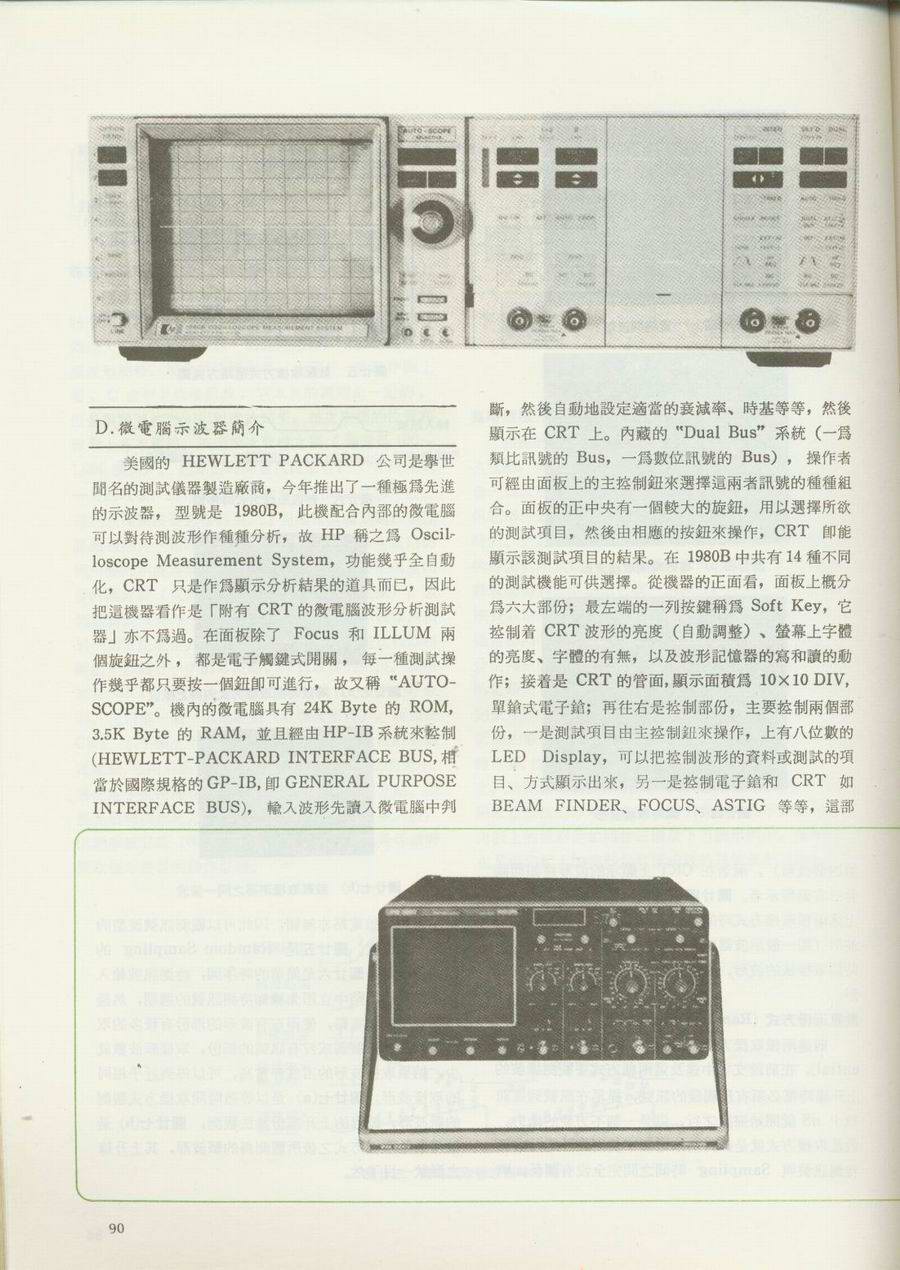 AUTO-SCOPE
D.微電腦示波器簡介
美國的 HEWLETT PACKARD 公司是舉世
聞名的測試儀器製造廠商，今年推出了一種極爲先進
的示波器， 型號是 1980B， 此機配合內部的微電腦
可以對待測波形作種種分析，故 HP 稱之爲 Oscil-
loscope Measurement System，功能幾乎全自動
化，CRT 只是作爲顯示分析結果的道具而已，因此
把這機器看作是「附有 CRT 的微電腦波形分析測試
器」亦不爲過。在面板除了 Focus 和 ILLUM 兩
個旋鈕之外， 都是電子觸鍵式開關， 每一種測試操
作幾乎都只要按一個鈕卽可進行， 故又稱 “AUTO-
SCOPE”。機內的微電腦具有 24K Byte 的 ROM,
3.5K Byte 的 RAM，並且經由HP-IB系統來控制
(HEWLETT-PACKARD INTERFACE BUS,相
當於國際規格的GP-IB,卽 GENERAL PURPOSE
INTERFACE BUS)， 輸入波形先讀入微電腦中判
斷，然後自動地設定適當的衰減率、時基等等，然後
顯示在 CRT 上。內藏的 “Dual Bus” 系統（一爲
類比訊號的 Bus，一爲數位訊號的 Bus）， 操作者
可經由面板上的主控制鈕來選擇這兩者訊號的種種組
合。面板的正中央有一個較大的旋鈕，用以選擇所欲
的測試項目，然後由相應的按鈕來操作，CRT 卽能
顯示該測試項目的結果。在 1980B中共有14種不同
的測試機能可供選擇。從機器的正面看，面板上概分
爲六大部份；最左端的一列按鍵稱爲 Soft Key，它
控制着 CRT 波形的亮度（自動調整）、螢幕上字體
的亮度、字體的有無，以及波形記憶器的寫和讀的動
作；接着是 CRT 的管面,顯示面積爲 10×10 DIV,
單鎗式電子鎗；再往右是控制部份，主要控制兩個部
份，一是測試項目由主控制鈕來操作，上有八位數的
LED Display，可以把控制波形的資料或測試的項
目、方式顯示出來，另一是控制電子鎗和 CRT 如
BEAM FINDER、FOCUS、ASTIG 等等，這部
90